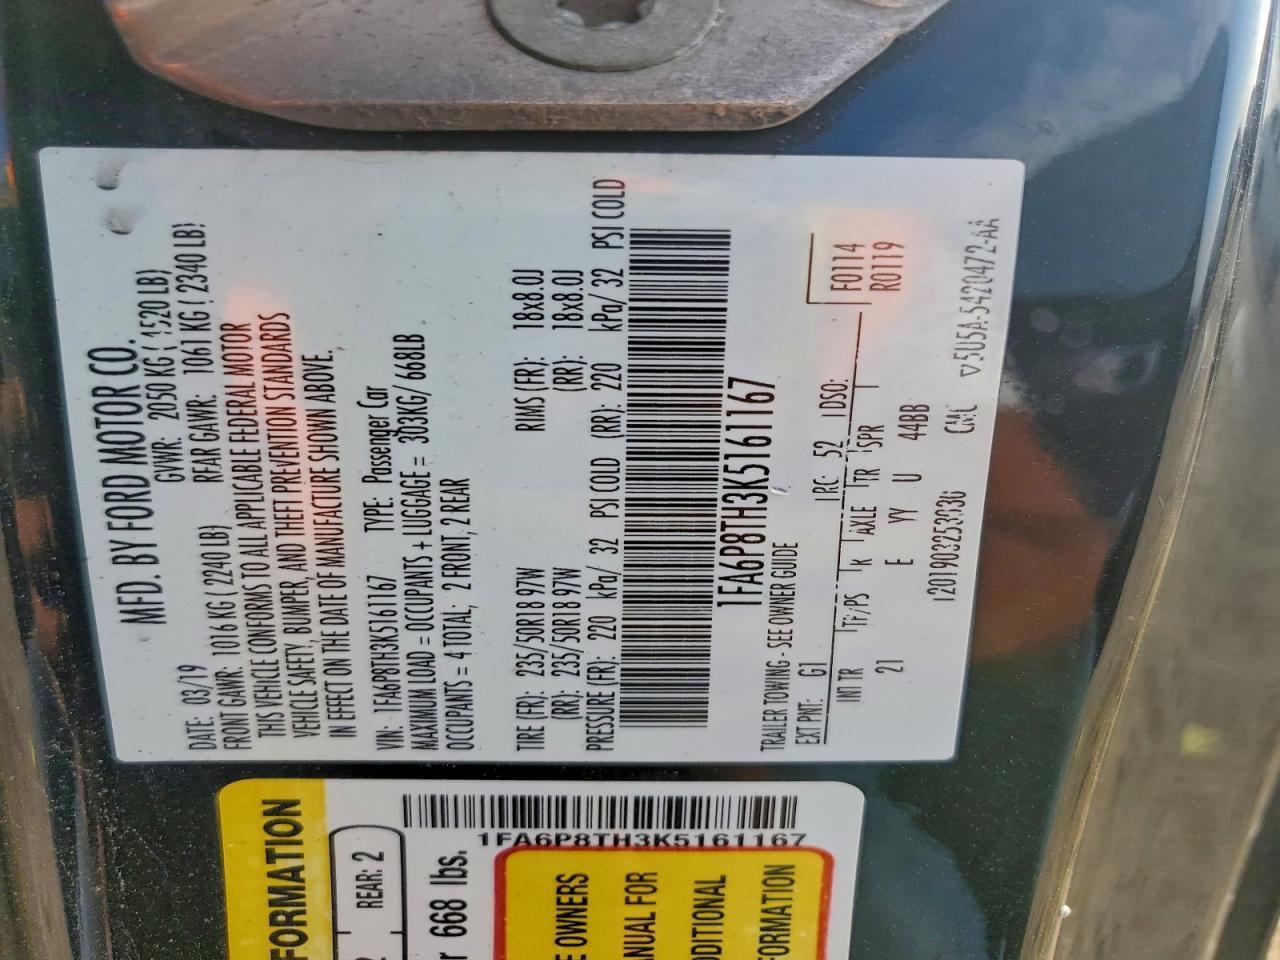 MFD. BY FORD MOTOR CO.
DATE: 03/19 GVWR: 2050 KG ( 4520 LB)
FRONT GAWR: 1016 KG ( 2240 LB) REAR GAWR: 1061 KG ( 2340 LB)
THIS VEHICLE CONFORMS TO ALL APPLICABLE FEDERAL MOTOR
VEHICLE SAFETY, BUMPER, AND THEFT PREVENTION STANDARDS
IN EFFECT ON THE DATE OF MANUFACTURE SHOWN ABOVE.
VIN: 1FA6P8TH3K5161167 TYPE: Passenger Car
MAXIMUM LOAD = OCCUPANTS + LUGGAGE = 303KG/ 668LB
OCCUPANTS = 4 TOTAL; 2 FRONT, 2 REAR
TIRE (FR): 235/50R18 97W RIMS (FR): 18x8.0J
(RR): 235/50R18 97W (RR): 18x8.0J
PRESSURE (FR): 220 kPa/ 32 PSI COLD (RR): 220 kPa/ 32 PSI COLD
1FA6P8TH3K5161167
TRAILER TOWING - SEE OWNER GUIDE
EXT PNT: G1 RC: 52 DSO: F0114
INT TR TP/PS R AXLE TR SPR R0119
21 E YY U 44BB
12019032530 CMC V5U5A-5420472-AA
FORMATION
REAR: 2
r 668 lbs.
1FA6P8TH3K5161167
E OWNERS
ANUAL FOR
DDITIONAL
FORMATION